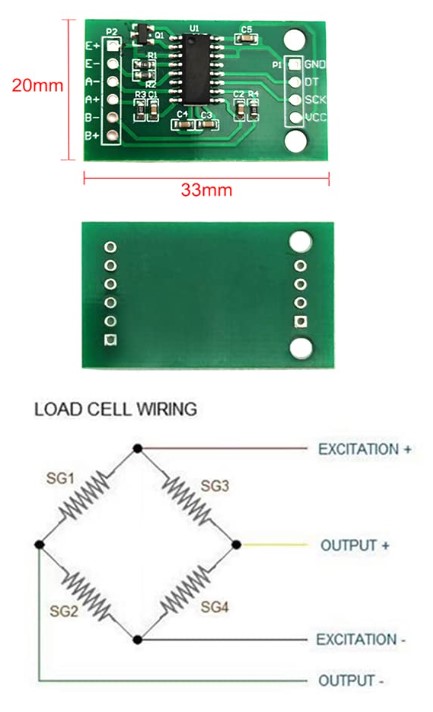 P2
U1
C5
Q1
E+
E-
A-
A+
B-
B+
R1
R2
R3
C1
C4
C3
C2
R4
P1
GND
DT
SCK
VCC
20mm
33mm
LOAD CELL WIRING
EXCITATION +
SG1
SG3
OUTPUT +
SG2
SG4
EXCITATION -
OUTPUT -